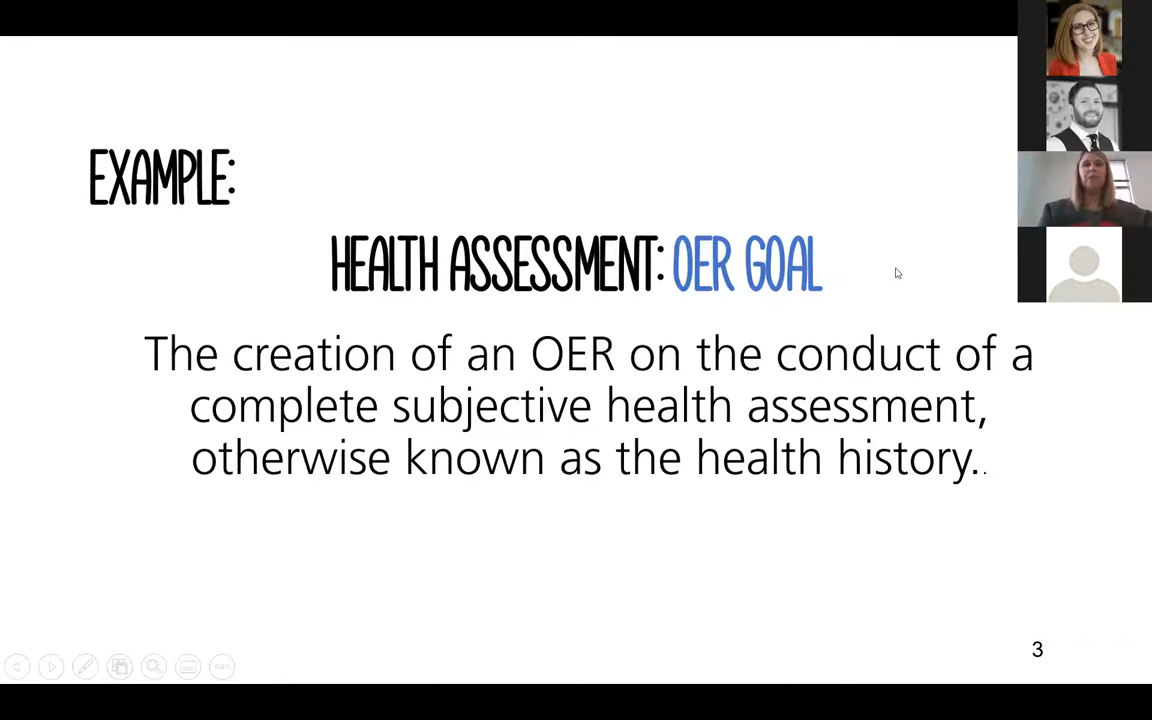 EXAMPLE:
HEALTH ASSESSMENT: OER GOAL
The creation of an OER on the conduct of a
complete subjective health assessment,
otherwise known as the health history..
3